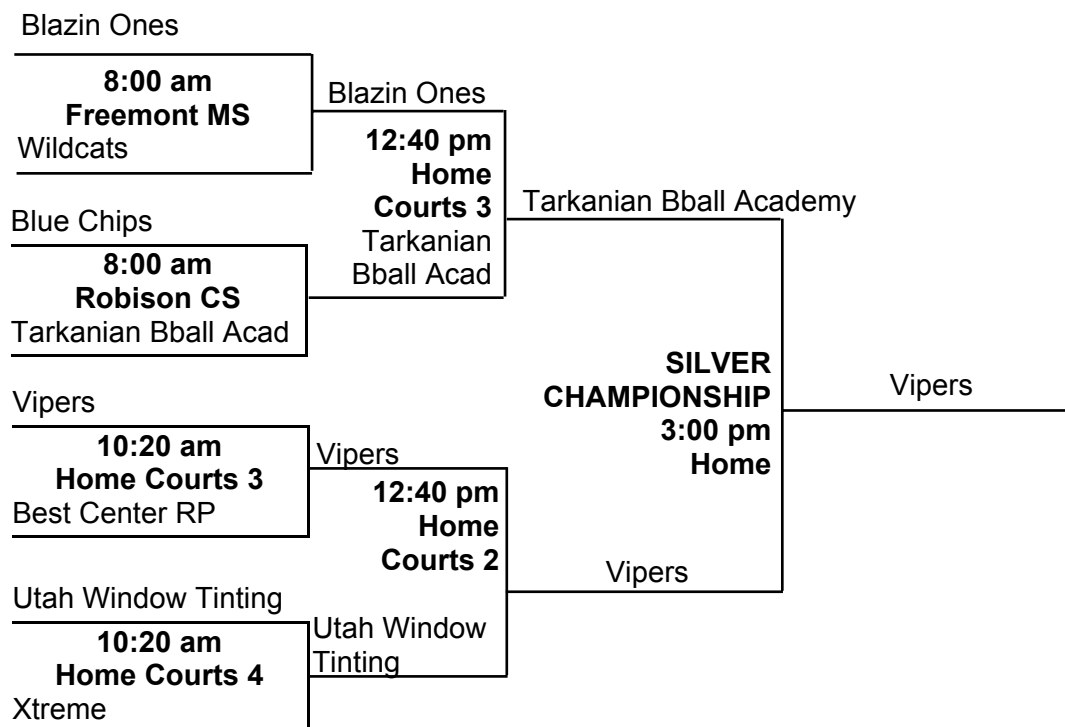 Blazin Ones
8:00 am
Freemont MS
Wildcats
Blue Chips
8:00 am
Robison CS
Tarkanian Bball Acad
Vipers
10:20 am
Home Courts 3
Best Center RP
Utah Window Tinting
10:20 am
Home Courts 4
Xtreme
Blazin Ones
12:40 pm
Home
Courts 3
Tarkanian
Bball Acad
Vipers
12:40 pm
Home
Courts 2
Utah Window
Tinting
Tarkanian Bball Academy
SILVER
CHAMPIONSHIP
3:00 pm
Home
Vipers
Vipers